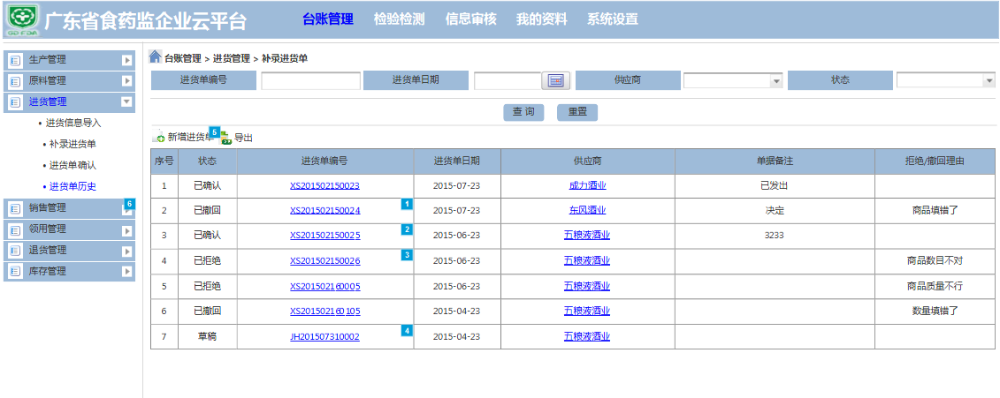 广东省食药监企业云平台 台账管理 检验检测 信息审核 我的资料 系统设置
生产管理
原料管理
进货管理
• 进货信息导入
• 补录进货单
• 进货单确认
• 进货单历史
销售管理 6
领用管理
退货管理
库存管理
台账管理 > 进货管理 > 补录进货单
进货单编号 进货单日期 供应商 状态
查 询 重置
新增进货单 5 导出
序号 状态 进货单编号 进货单日期 供应商 单据备注 拒绝/撤回理由
1 已确认 XS201502150023 2015-07-23 成力酒业 已发出
2 已撤回 XS201502150024 1 2015-07-23 东风酒业 决定 商品填错了
3 已确认 XS201502150025 2 2015-06-23 五粮液酒业 3233
4 已拒绝 XS201502150026 3 2015-06-23 五粮液酒业 商品数目不对
5 已拒绝 XS201502160005 2015-06-23 五粮液酒业 商品质量不行
6 已撤回 XS201502160105 2015-04-23 五粮液酒业 数量填错了
7 草稿 JH201507310002 4 2015-04-23 五粮液酒业